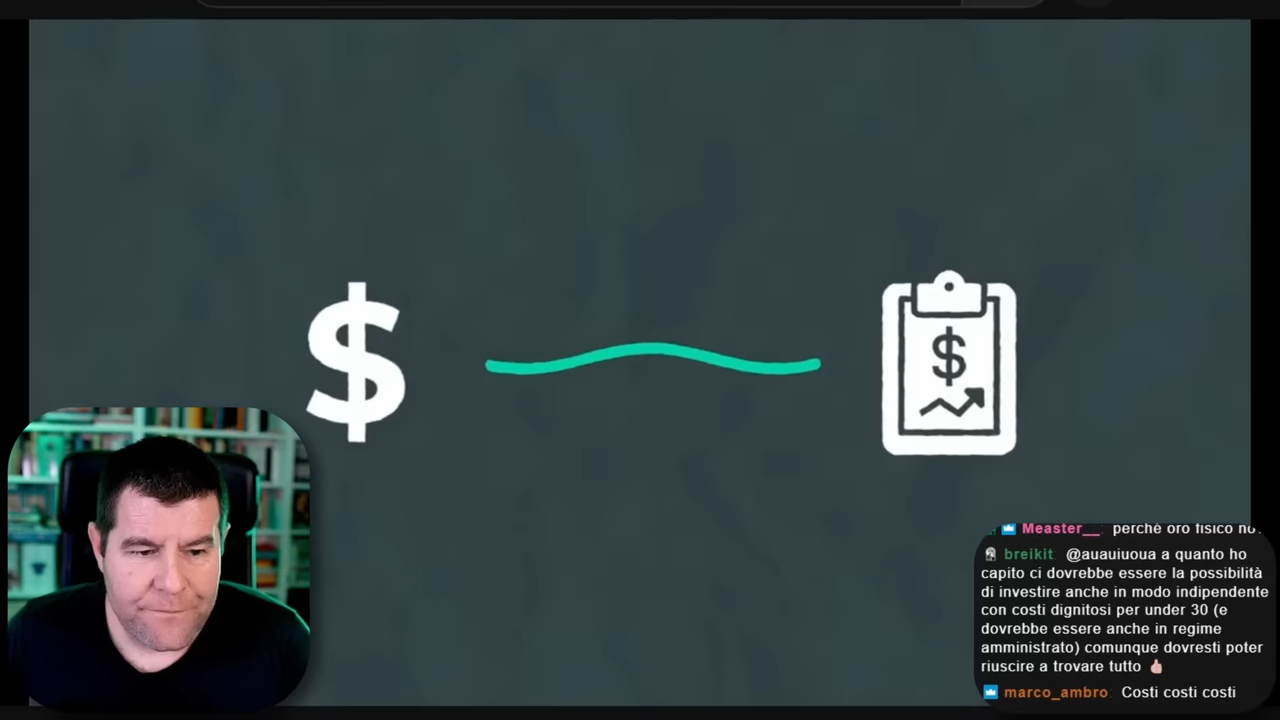 $
$
Measter__: perchè oro fisico no?
breikit: @auauiuoua a quanto ho
capito ci dovrebbe essere la possibilità
di investire anche in modo indipendente
con costi dignitosi per under 30 (e
dovrebbe essere anche in regime
amministrato) comunque dovresti poter
riuscire a trovare tutto
marco_ambro: Costi costi costi